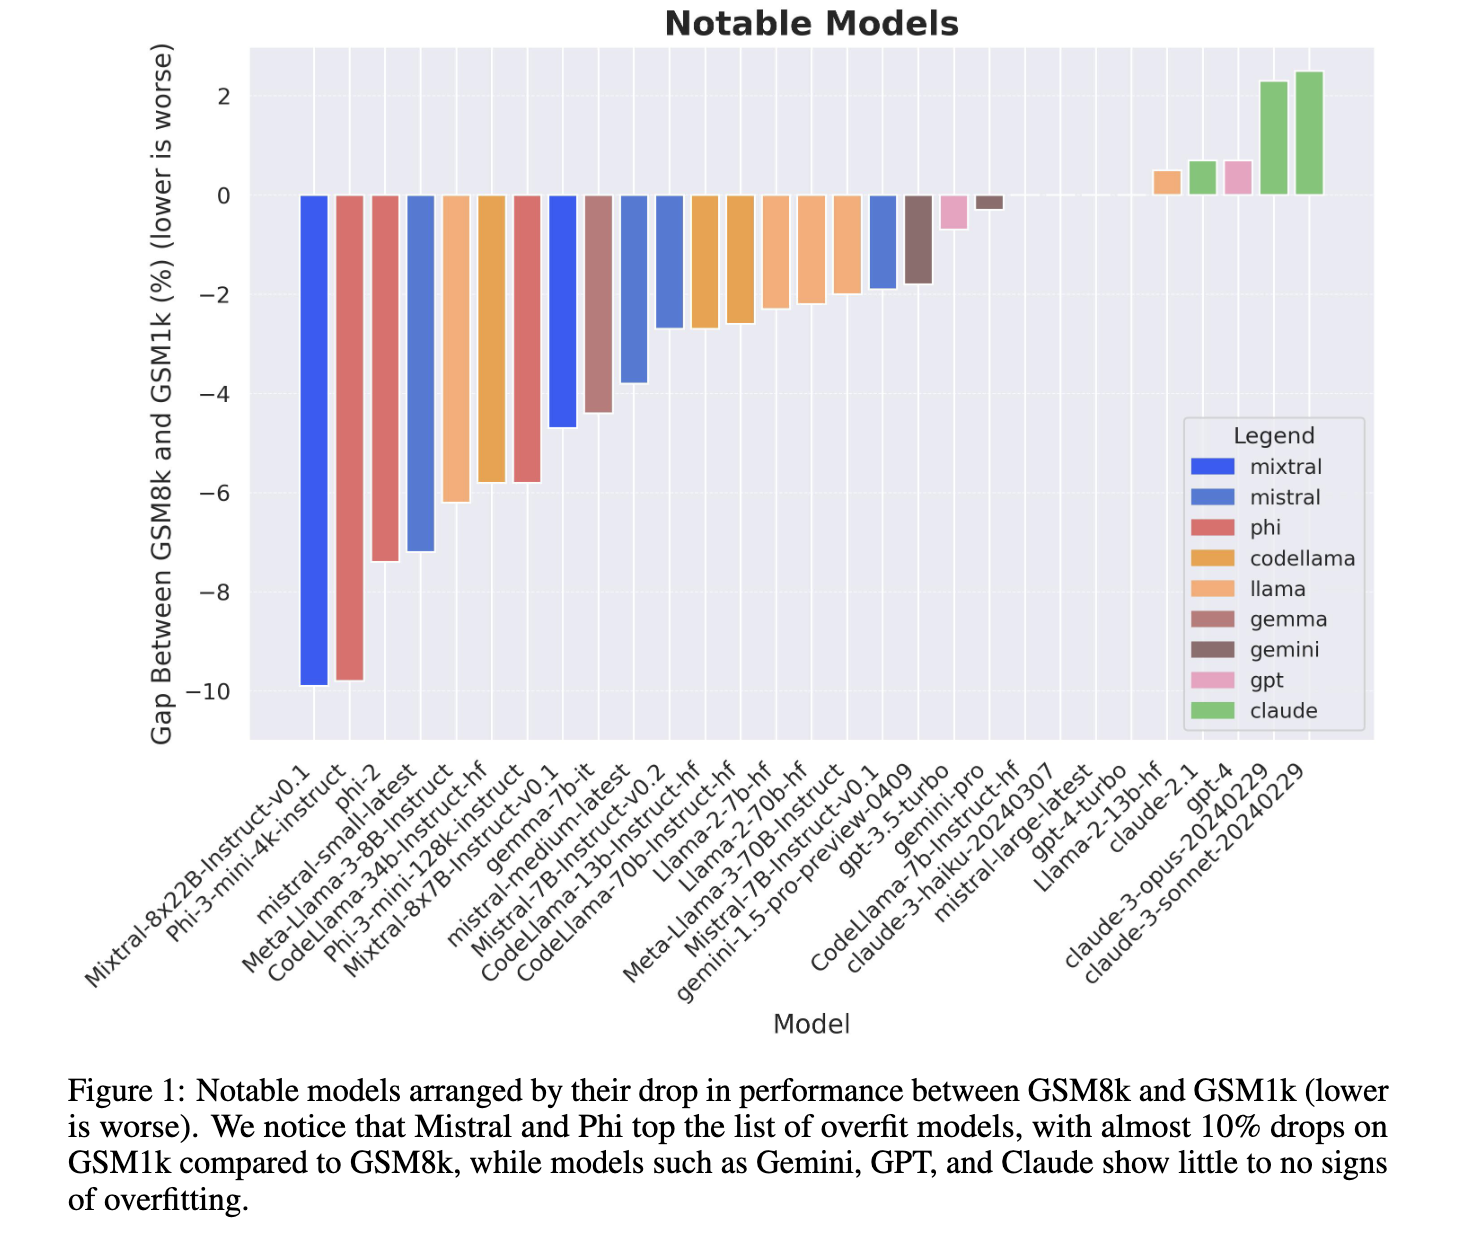 Notable Models
Gap Between GSM8k and GSM1k (%) (lower is worse)
2
0
−2
−4
−6
−8
−10
Mixtral-8x22B-Instruct-v0.1
Phi-3-mini-4k-instruct
phi-2
mistral-small-latest
Meta-Llama-3-8B-Instruct
CodeLlama-34b-Instruct-hf
Phi-3-mini-128k-instruct
Mixtral-8x7B-Instruct-v0.1
gemma-7b-it
mistral-medium-latest
Mistral-7B-Instruct-v0.2
CodeLlama-13b-Instruct-hf
CodeLlama-70b-Instruct-hf
Llama-2-7b-hf
Llama-2-70b-hf
Meta-Llama-3-70B-Instruct
Mistral-7B-Instruct-v0.1
gemini-1.5-pro-preview-0409
gpt-3.5-turbo
gemini-pro
CodeLlama-7b-Instruct-hf
claude-3-haiku-20240307
mistral-large-latest
gpt-4-turbo
Llama-2-13b-hf
claude-2.1
gpt-4
claude-3-opus-20240229
claude-3-sonnet-20240229
Model
Legend
mixtral
mistral
phi
codellama
llama
gemma
gemini
gpt
claude
Figure 1: Notable models arranged by their drop in performance between GSM8k and GSM1k (lower
is worse). We notice that Mistral and Phi top the list of overfit models, with almost 10% drops on
GSM1k compared to GSM8k, while models such as Gemini, GPT, and Claude show little to no signs
of overfitting.